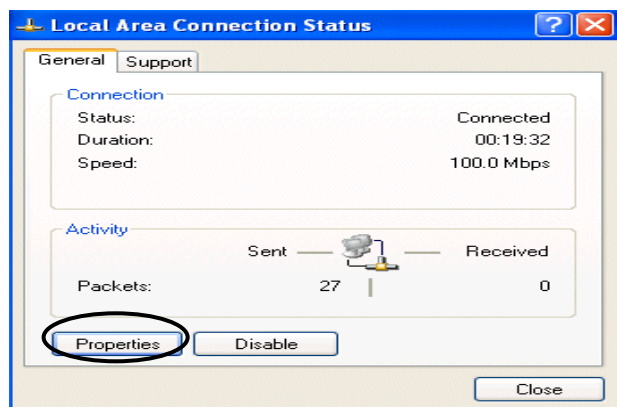 Local Area Connection Status
General Support
Connection
Status: Connected
Duration: 00:19:32
Speed: 100.0 Mbps
Activity
Sent Received
Packets: 27 0
Properties Disable
Close